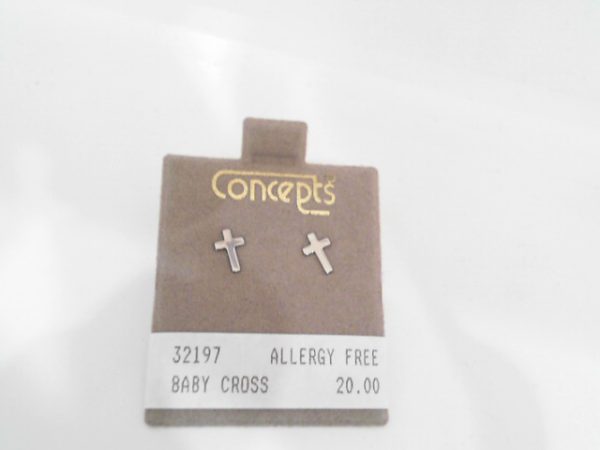 Concepts
32197 ALLERGY FREE
BABY CROSS 20.00